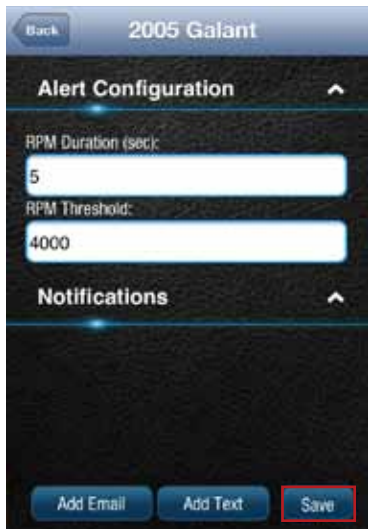 Back 2005 Galant
Alert Configuration
RPM Duration (sec):
5
RPM Threshold:
4000
Notifications
Add Email Add Text Save